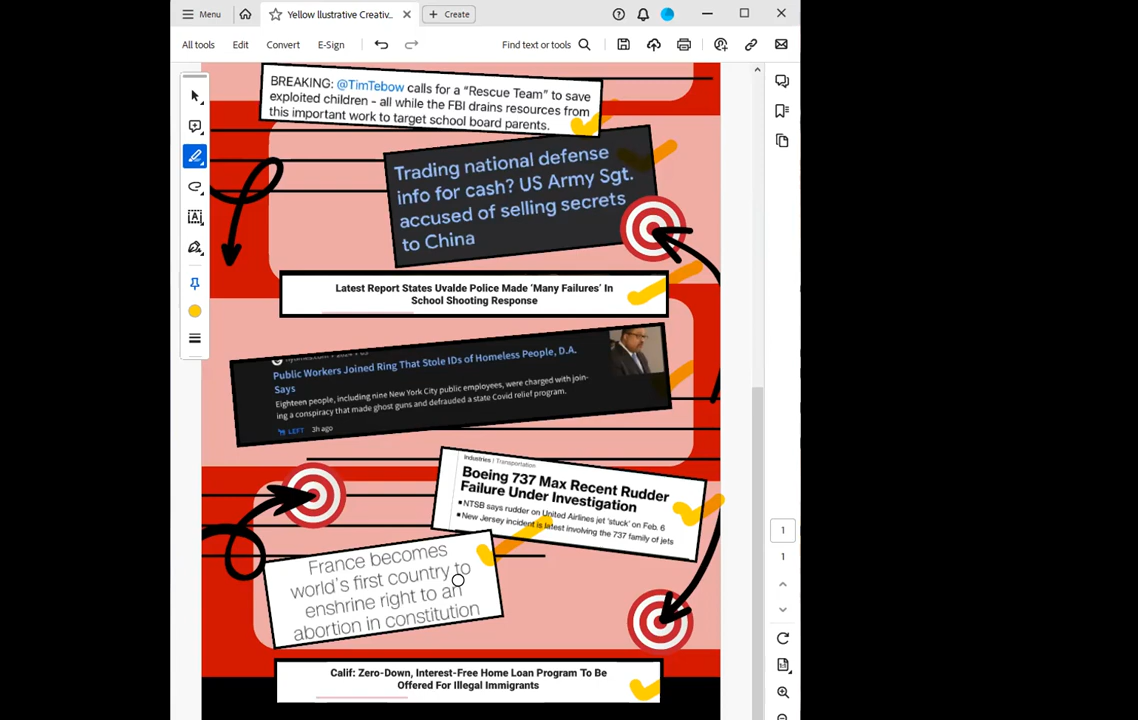 Menu
Yellow llustrative Creativ...
Create
All tools
Edit
Convert
E-Sign
Find text or tools
BREAKING: @TimTebow calls for a “Rescue Team” to save
exploited children - all while the FBI drains resources from
this important work to target school board parents.
Trading national defense
info for cash? US Army Sgt.
accused of selling secrets
to China
Latest Report States Uvalde Police Made ‘Many Failures’ In
School Shooting Response
Public Workers Joined Ring That Stole IDs of Homeless People, D.A.
Says
Eighteen people, including nine New York City public employees, were charged with join-
ing a conspiracy that made ghost guns and defrauded a state Covid relief program.
LEFT 3h ago
Industries | Transportation
Boeing 737 Max Recent Rudder
Failure Under Investigation
NTSB says rudder on United Airlines jet ‘stuck’ on Feb. 6
New Jersey incident is latest involving the 737 family of jets
1
1
France becomes
world’s first country to
enshrine right to an
abortion in constitution
Calif: Zero-Down, Interest-Free Home Loan Program To Be
Offered For Illegal Immigrants